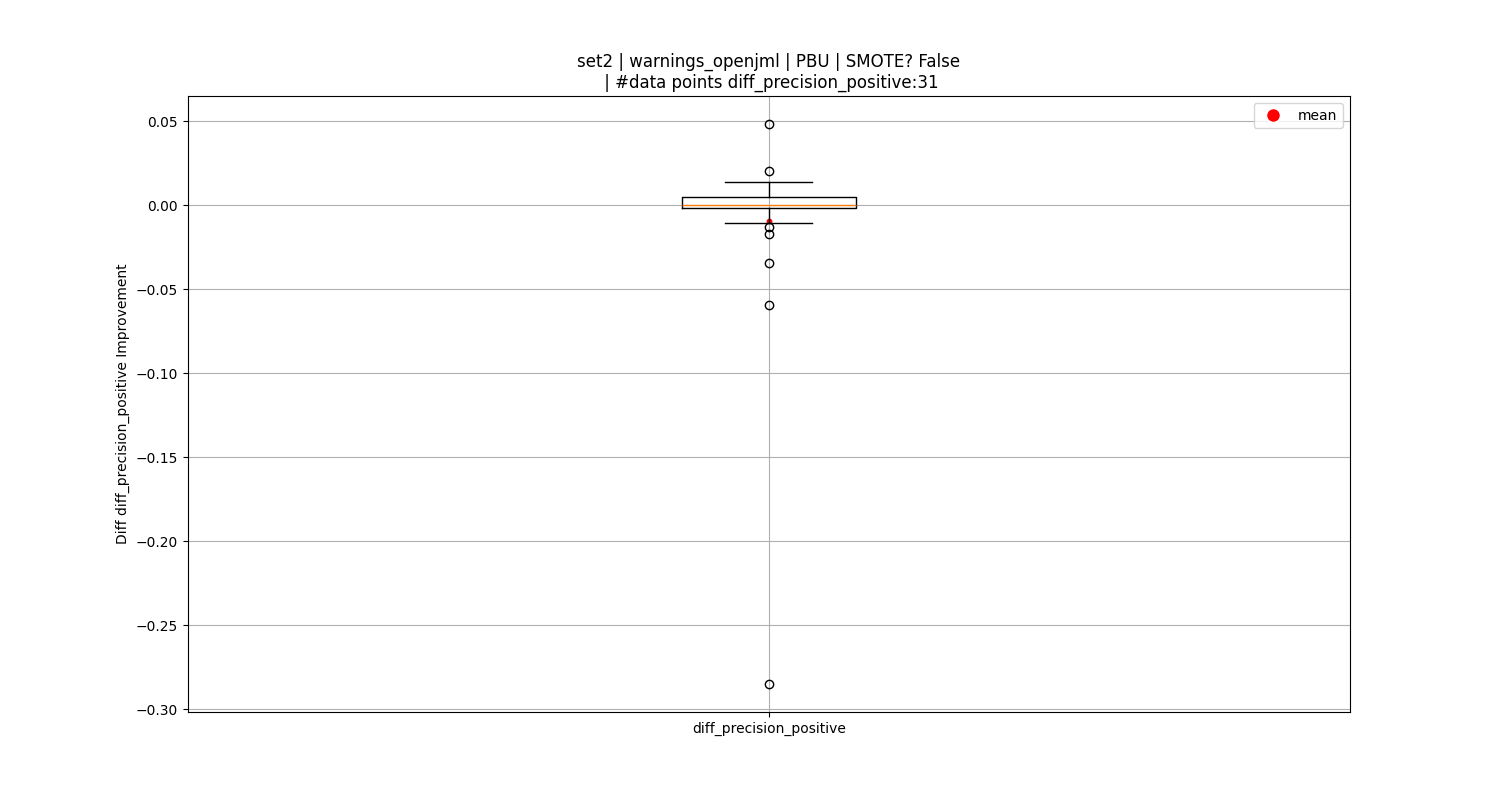 set2 | warnings_openjml | PBU | SMOTE? False
| #data points diff_precision_positive:31
mean
0.05
0.00
−0.05
−0.10
−0.15
−0.20
−0.25
−0.30
Diff diff_precision_positive Improvement
diff_precision_positive